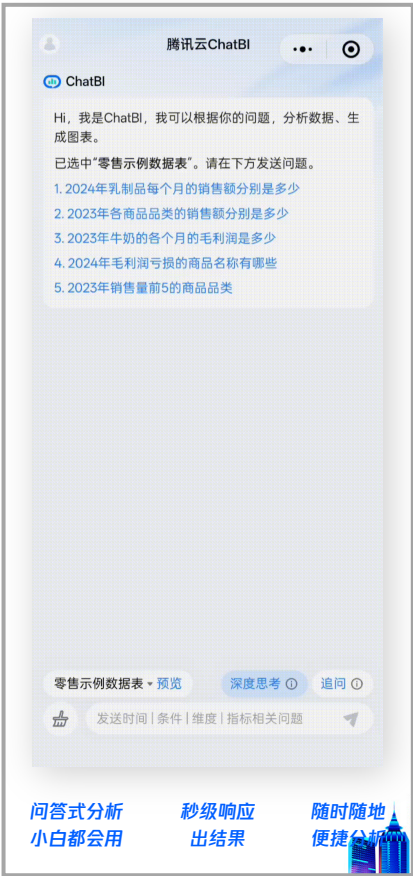 腾讯云ChatBI
ChatBI
Hi，我是ChatBI，我可以根据你的问题，分析数据、生
成图表。
已选中“零售示例数据表”。请在下方发送问题。
1. 2024年乳制品每个月的销售额分别是多少
2. 2023年各商品品类的销售额分别是多少
3. 2023年牛奶的各个月的毛利润是多少
4. 2024年毛利润亏损的商品名称有哪些
5. 2023年销售量前5的商品品类
零售示例数据表 预览 深度思考 追问
发送时间 | 条件 | 维度 | 指标相关问题
问答式分析 秒级响应 随时随地
小白都会用 出结果 便捷分析